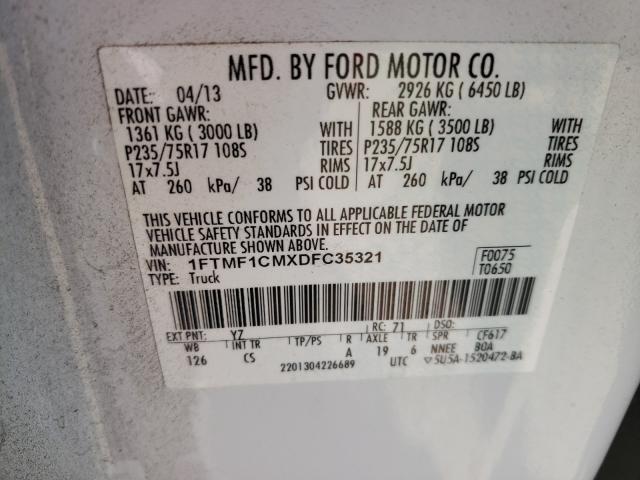 MFD. BY FORD MOTOR CO.
DATE: 04/13 GVWR: 2926 KG ( 6450 LB)
FRONT GAWR: REAR GAWR:
1361 KG ( 3000 LB) WITH 1588 KG ( 3500 LB) WITH
P235/75R17 108S TIRES P235/75R17 108S TIRES
17x7.5J RIMS 17x7.5J RIMS
AT 260 kPa/ 38 PSI COLD AT 260 kPa/ 38 PSI COLD
THIS VEHICLE CONFORMS TO ALL APPLICABLE FEDERAL MOTOR
VEHICLE SAFETY STANDARDS IN EFFECT ON THE DATE OF
MANUFACTURE SHOWN ABOVE.
VIN: 1FTMF1CMXDFC35321 F0075
TYPE: Truck T0650
EXT PNT: YZ RC: 71 DSO:
WB INT TR TP/PS R AXLE TR SPR CF617
126 CS A 19 6 NNEE BOA
2201304226689 UTC ▽5U5A-1520472-BA